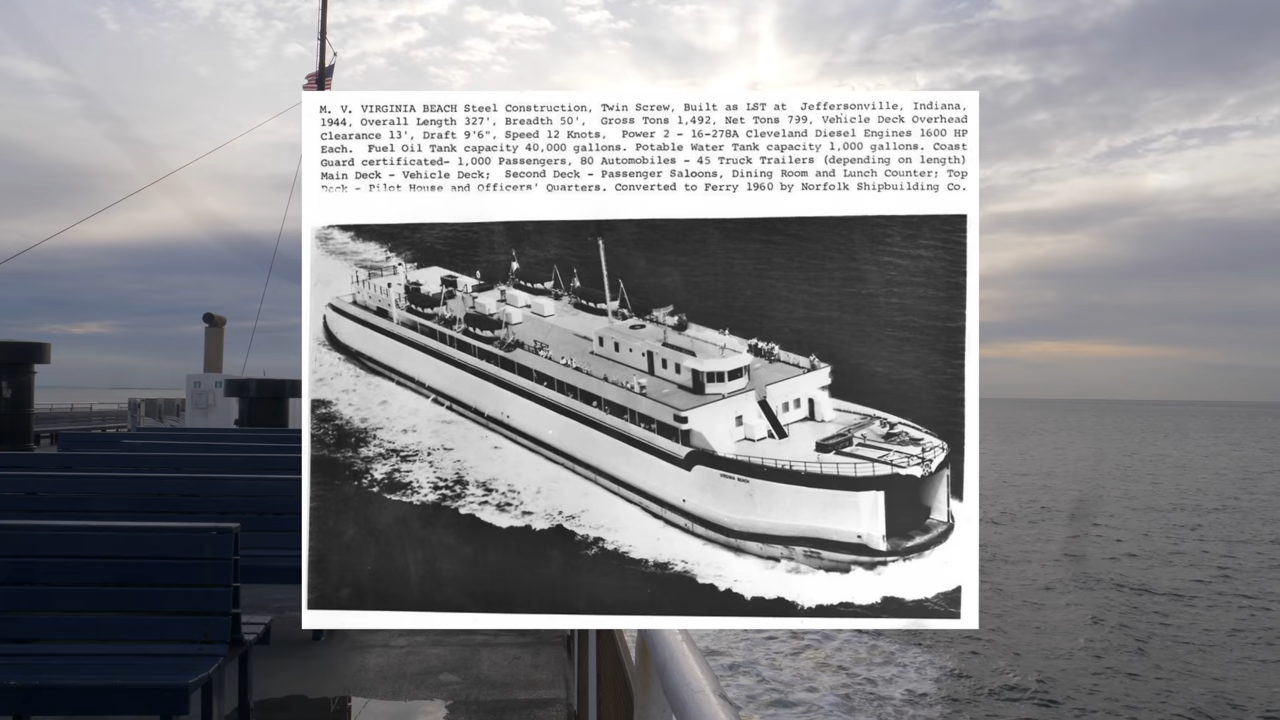 M. V. VIRGINIA BEACH Steel Construction, Twin Screw, Built as LST at Jeffersonville, Indiana,
1944, Overall Length 327', Breadth 50', Gross Tons 1,492, Net Tons 799, Vehicle Deck Overhead
Clearance 13', Draft 9'6", Speed 12 Knots, Power 2 - 16-278A Cleveland Diesel Engines 1600 HP
Each. Fuel Oil Tank capacity 40,000 gallons. Potable Water Tank capacity 1,000 gallons. Coast
Guard certificated- 1,000 Passengers, 80 Automobiles - 45 Truck Trailers (depending on length)
Main Deck - Vehicle Deck; Second Deck - Passenger Saloons, Dining Room and Lunch Counter; Top
Deck - Pilot House and Officers' Quarters. Converted to Ferry 1960 by Norfolk Shipbuilding Co.
VIRGINIA BEACH